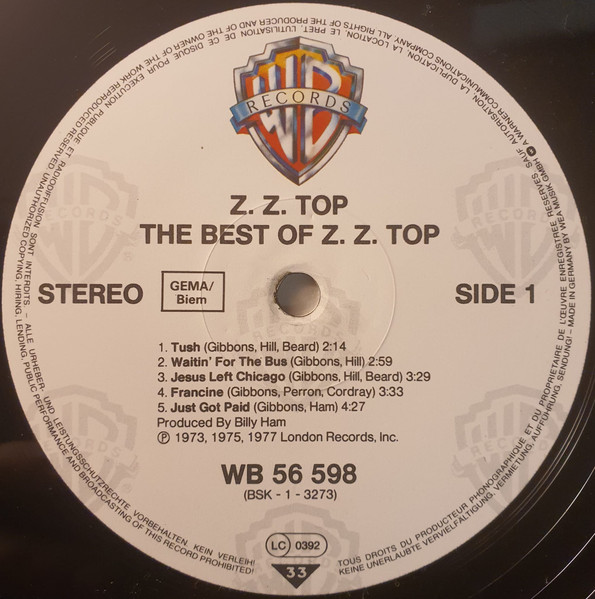 WB
RECORDS
Z. Z. TOP
THE BEST OF Z. Z. TOP
STEREO
GEMA/
Biem
SIDE 1
1. Tush (Gibbons, Hill, Beard) 2:14
2. Waitin' For The Bus (Gibbons, Hill) 2:59
3. Jesus Left Chicago (Gibbons, Hill, Beard) 3:29
4. Francine (Gibbons, Perron, Cordray) 3:33
5. Just Got Paid (Gibbons, Ham) 4:27
Produced By Billy Ham
Ⓟ 1973, 1975, 1977 London Records, Inc.
WB 56 598
(BSK - 1 - 3273)
LC 0392
33
TOUS DROITS DU PRODUCTEUR PHONOGRAPHIQUE ET DU PROPRIETAIRE DE L'ŒUVRE ENREGISTREE RESERVES. SAUF AUTORISATION, LA DUPLICATION, LA LOCATION, LE PRET, L'UTILISATION DE CE DISQUE POUR EXECUTION PUBLIQUE ET RADIODIFFUSION SONT INTERDITS – ALLE URHEBER- UND LEISTUNGSSCHUTZRECHTE VORBEHALTEN. KEIN VERLEIH!
KEINE UNERLAUBTE VERVIELFÄLTIGUNG, VERMIETUNG, AUFFÜHRUNG, SENDUNG! – MADE IN GERMANY BY WEA MUSIK GMBH A WARNER COMMUNICATIONS COMPANY. ALL RIGHTS OF THE PRODUCER AND OF THE OWNER OF THE WORK REPRODUCED RESERVED. UNAUTHORIZED COPYING, HIRING, LENDING, PUBLIC PERFORMANCE AND BROADCASTING OF THIS RECORD PROHIBITED!